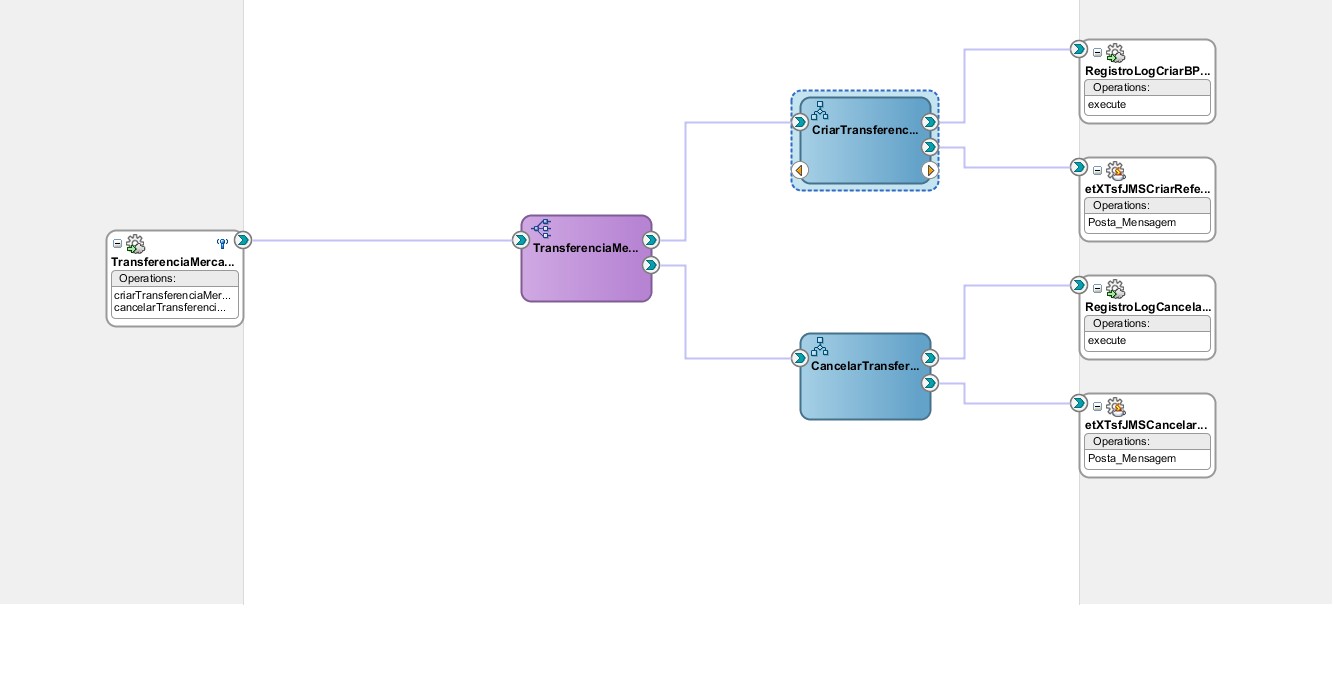 TransferenciaMerca...
Operations:
criarTransferenciaMer...
cancelarTransferenci...
TransferenciaMe...
CriarTransferenc...
CancelarTransfer...
RegistroLogCriarBP...
Operations:
execute
etXTsfJMSCriarRefe...
Operations:
Posta_Mensagem
RegistroLogCancela...
Operations:
execute
etXTsfJMSCancelar...
Operations:
Posta_Mensagem